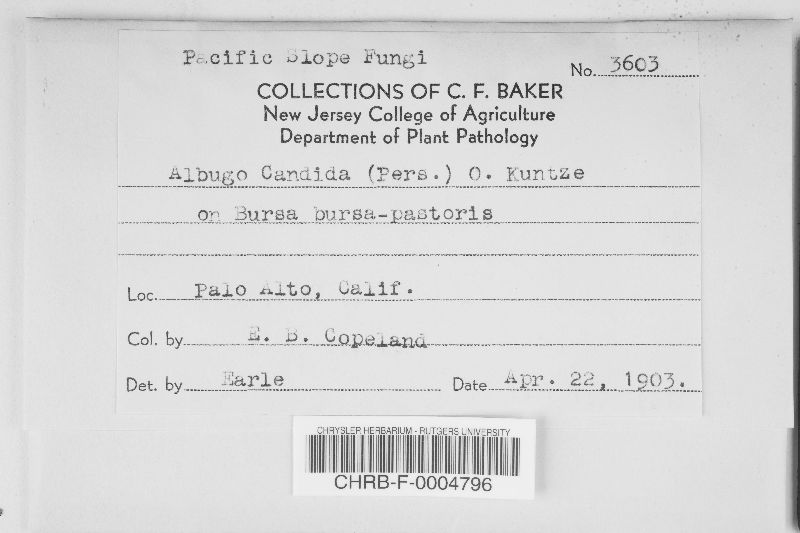 Pacific Slope Fungi
No. 3603
COLLECTIONS OF C. F. BAKER
New Jersey College of Agriculture
Department of Plant Pathology
Albugo Candida (Pers.) O. Kuntze
on Bursa bursa-pastoris
Loc. Palo Alto, Calif.
Col. by E. B. Copeland
Det. by Earle Date Apr. 22, 1903.
CHRYSLER HERBARIUM - RUTGERS UNIVERSITY
CHRB-F-0004796